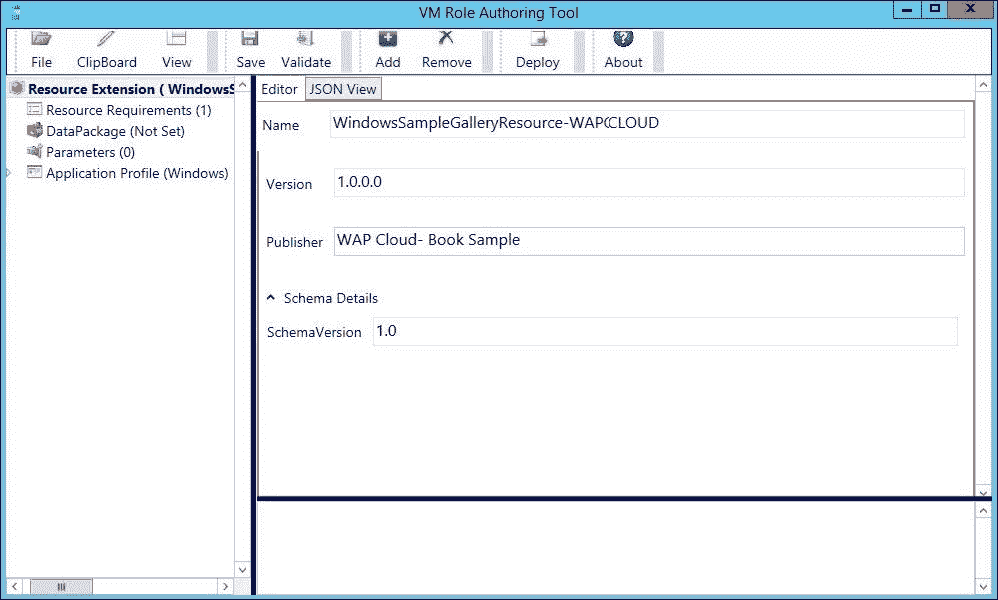 VM Role Authoring Tool
File ClipBoard View Save Validate Add Remove Deploy About
Resource Extension ( WindowsS
Resource Requirements (1)
DataPackage (Not Set)
Parameters (0)
Application Profile (Windows)
Editor JSON View
Name WindowsSampleGalleryResource-WAPCLOUD
Version 1.0.0.0
Publisher WAP Cloud- Book Sample
Schema Details
SchemaVersion 1.0